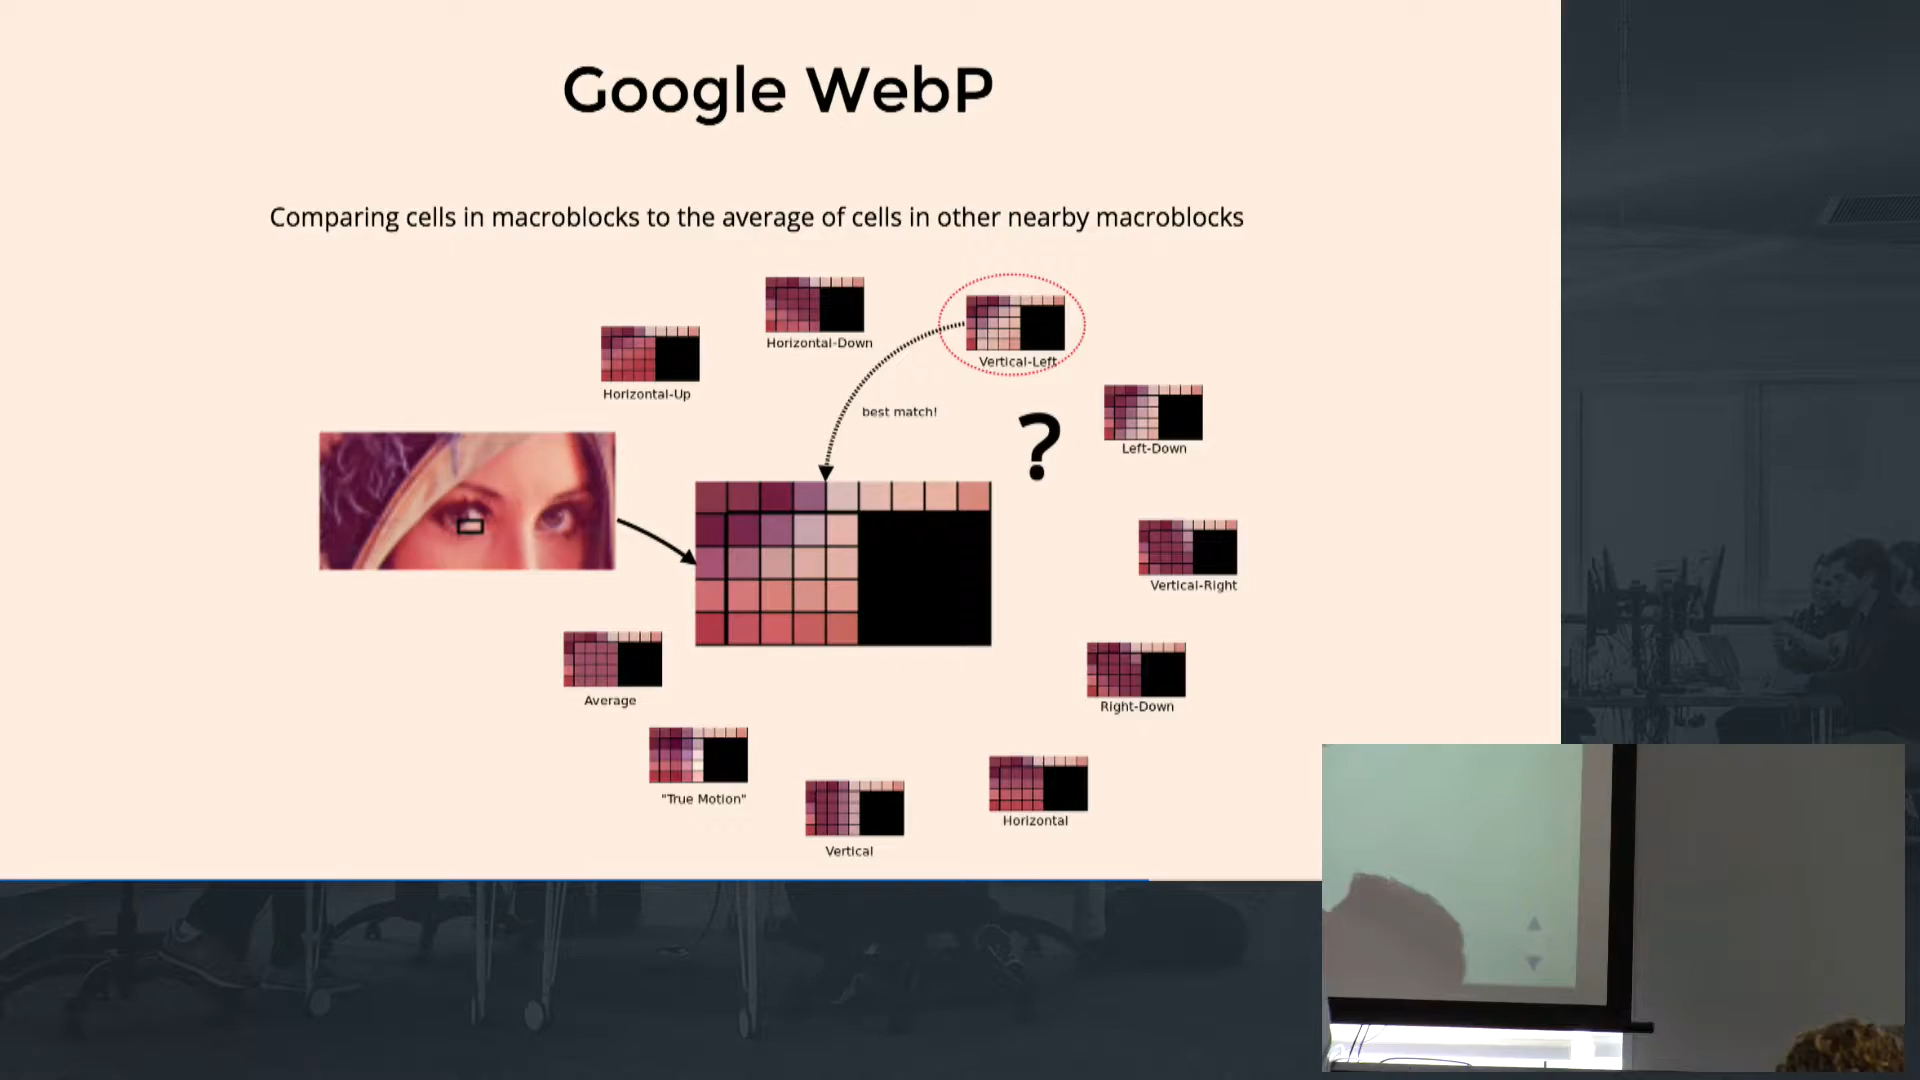 Google WebP
Comparing cells in macroblocks to the average of cells in other nearby macroblocks
Horizontal-Down
Vertical-Left
Horizontal-Up
best match!
?
Left-Down
Vertical-Right
Average
Right-Down
"True Motion"
Horizontal
Vertical